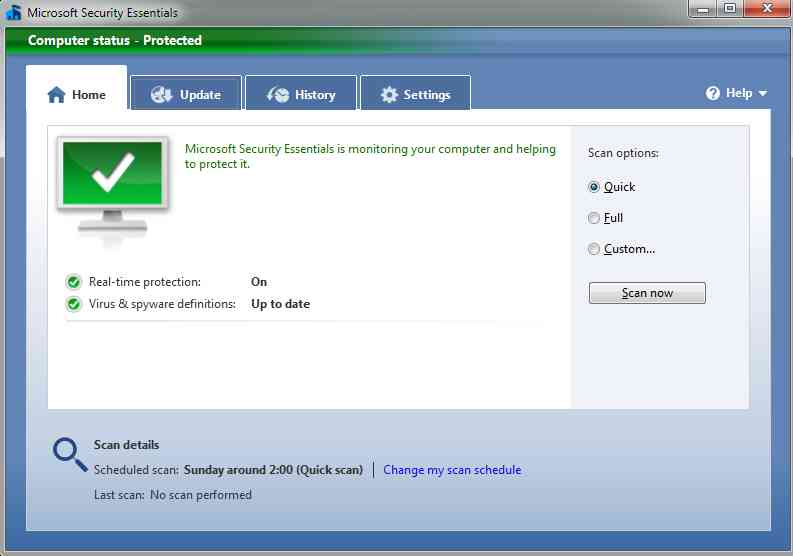 Microsoft Security Essentials
Computer status - Protected
Home
Update
History
Settings
Help
Microsoft Security Essentials is monitoring your computer and helping
to protect it.
Real-time protection: On
Virus & spyware definitions: Up to date
Scan options:
Quick
Full
Custom...
Scan now
Scan details
Scheduled scan: Sunday around 2:00 (Quick scan) | Change my scan schedule
Last scan: No scan performed